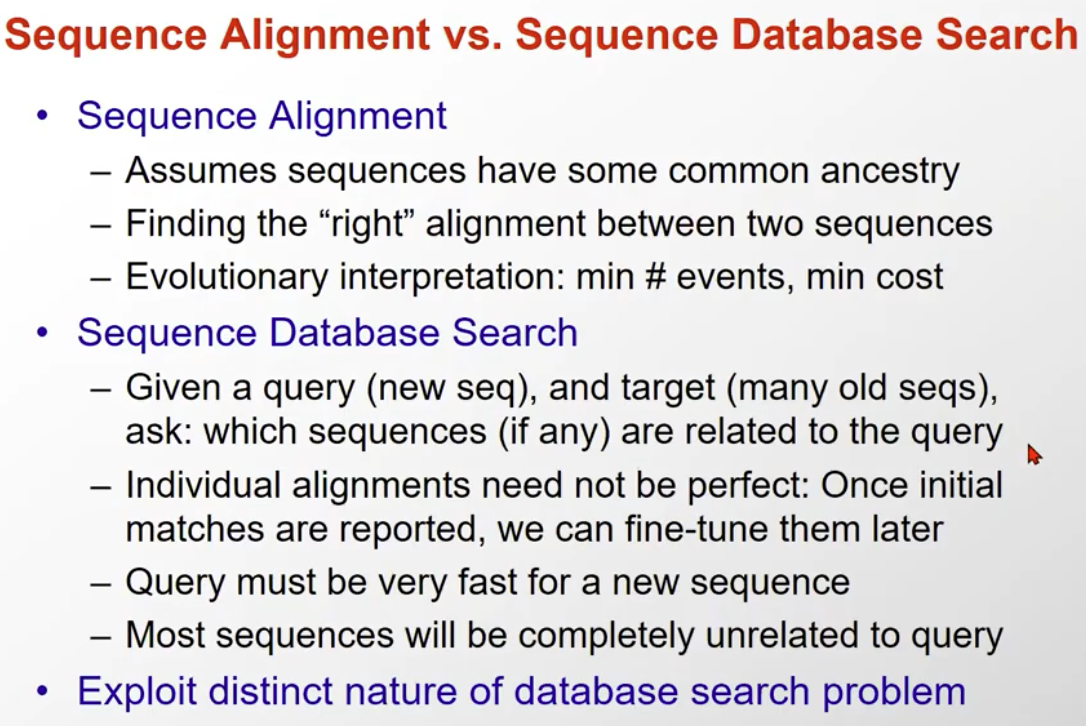 Sequence Alignment vs. Sequence Database Search
• Sequence Alignment
– Assumes sequences have some common ancestry
– Finding the “right” alignment between two sequences
– Evolutionary interpretation: min # events, min cost
• Sequence Database Search
– Given a query (new seq), and target (many old seqs),
ask: which sequences (if any) are related to the query
– Individual alignments need not be perfect: Once initial
matches are reported, we can fine-tune them later
– Query must be very fast for a new sequence
– Most sequences will be completely unrelated to query
• Exploit distinct nature of database search problem